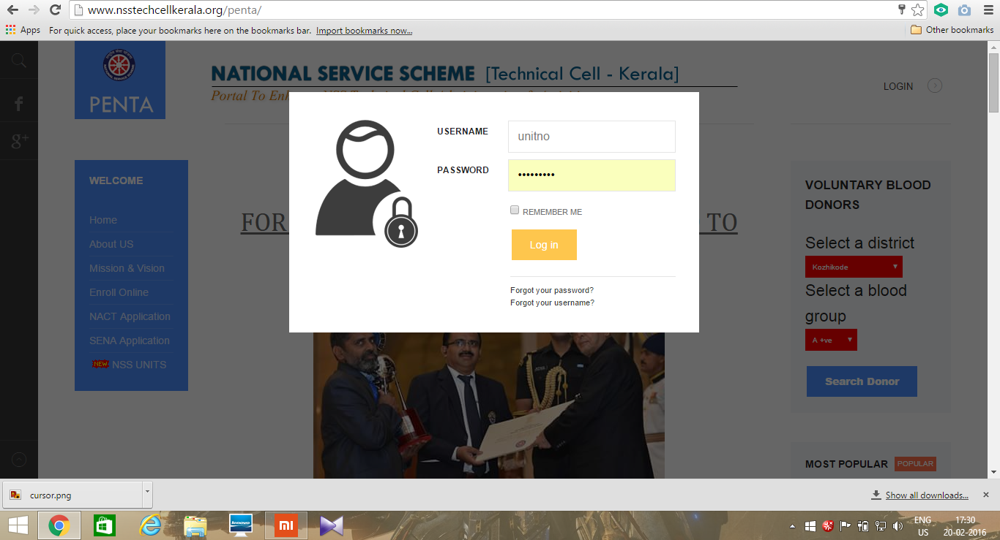 www.nsstechcellkerala.org/penta/
Apps For quick access, place your bookmarks here on the bookmarks bar. Import bookmarks now... Other bookmarks
PENTA
NATIONAL SERVICE SCHEME [Technical Cell - Kerala]
Portal To
LOGIN
USERNAME unitno
PASSWORD •••••••••
REMEMBER ME
Log in
Forgot your password?
Forgot your username?
WELCOME
Home
About US
Mission & Vision
Enroll Online
NACT Application
SENA Application
NEW NSS UNITS
FOR TO
VOLUNTARY BLOOD
DONORS
Select a district
Kozhikode
Select a blood
group
A +ve
Search Donor
MOST POPULAR POPULAR
cursor.png
Show all downloads...
lenovo
mi
ENG
US
17:30
20-02-2016